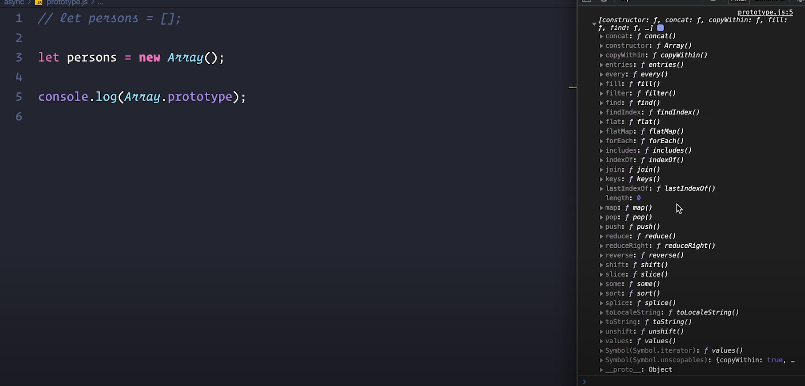 async > JS prototype.js > ...
1 // let persons = [];
2
3 let persons = new Array();
4
5 console.log(Array.prototype);
6
prototype.js:5
[constructor: ƒ, concat: ƒ, copyWithin: ƒ, fill:
ƒ, find: ƒ, …]
concat: ƒ concat()
constructor: ƒ Array()
copyWithin: ƒ copyWithin()
entries: ƒ entries()
every: ƒ every()
fill: ƒ fill()
filter: ƒ filter()
find: ƒ find()
findIndex: ƒ findIndex()
flat: ƒ flat()
flatMap: ƒ flatMap()
forEach: ƒ forEach()
includes: ƒ includes()
indexOf: ƒ indexOf()
join: ƒ join()
keys: ƒ keys()
lastIndexOf: ƒ lastIndexOf()
length: 0
map: ƒ map()
pop: ƒ pop()
push: ƒ push()
reduce: ƒ reduce()
reduceRight: ƒ reduceRight()
reverse: ƒ reverse()
shift: ƒ shift()
slice: ƒ slice()
some: ƒ some()
sort: ƒ sort()
splice: ƒ splice()
toLocaleString: ƒ toLocaleString()
toString: ƒ toString()
unshift: ƒ unshift()
values: ƒ values()
Symbol(Symbol.iterator): ƒ values()
Symbol(Symbol.unscopables): {copyWithin: true, …
__proto__: Object